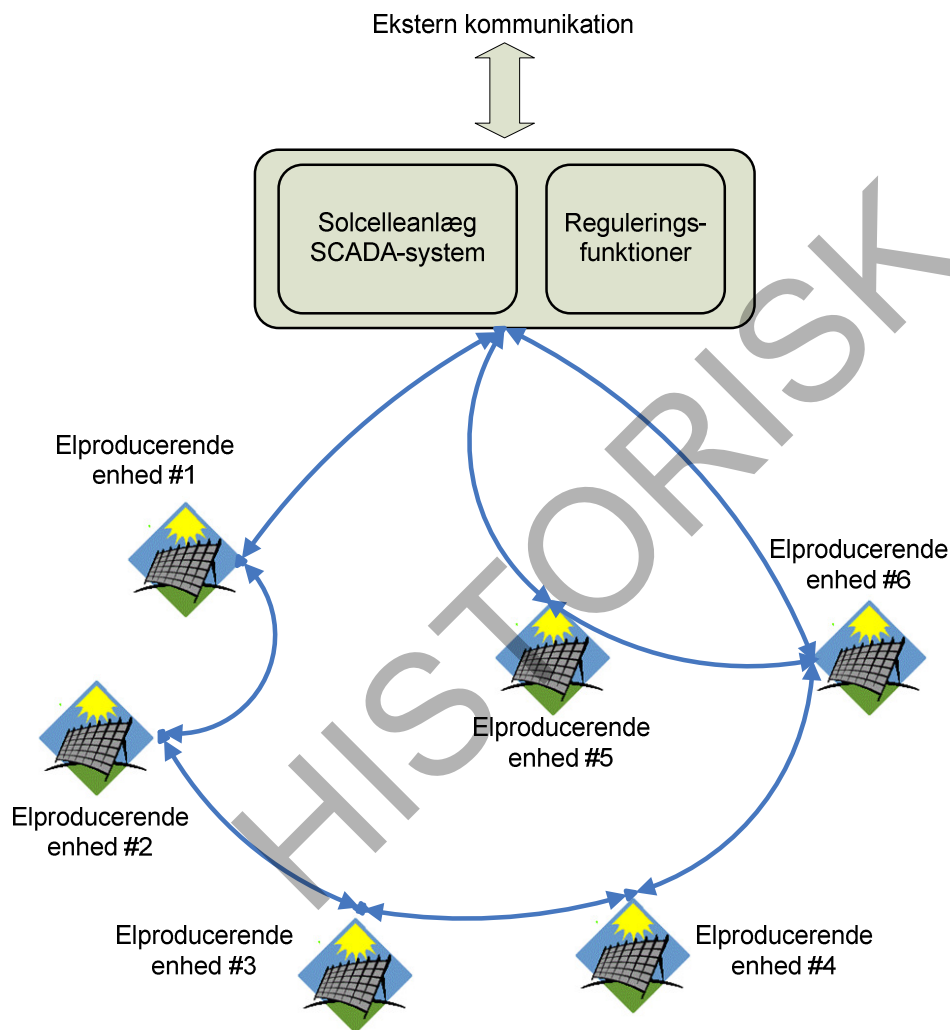 Ekstern kommunikation
Solcelleanlæg
SCADA-system
Regulerings-
funktioner
Elproducerende
enhed #1
Elproducerende
enhed #6
Elproducerende
enhed #5
Elproducerende
enhed #2
Elproducerende
enhed #3
Elproducerende
enhed #4
HISTORISK